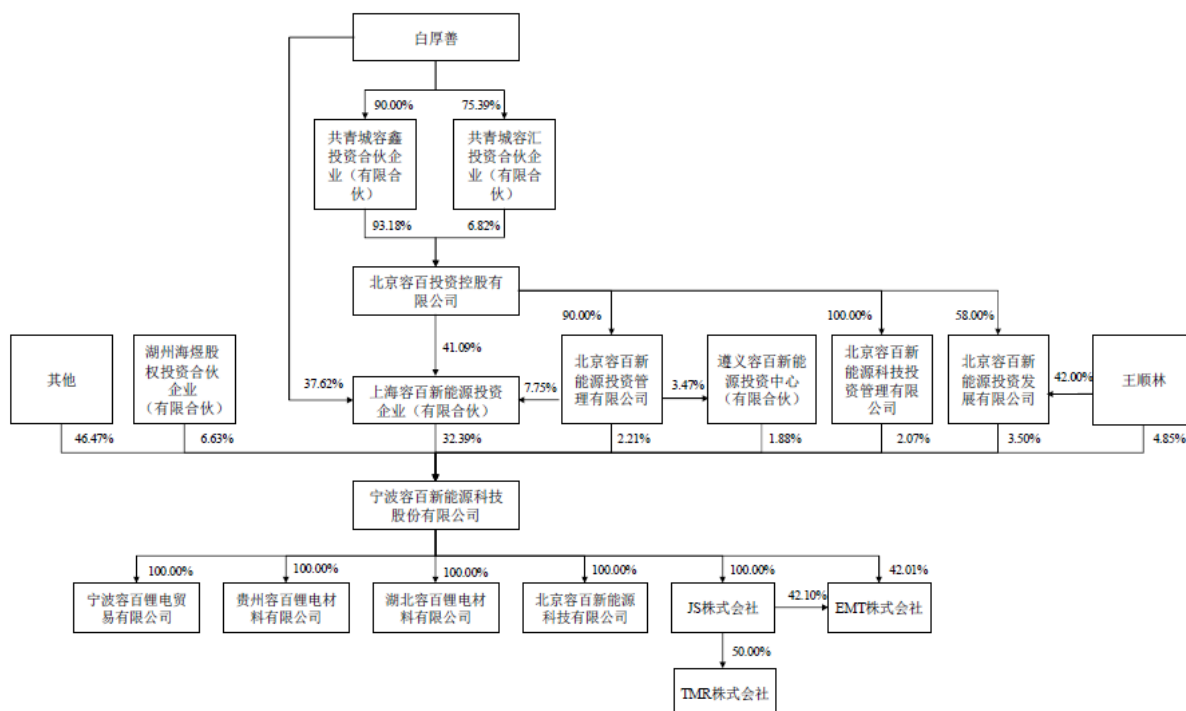 白厚善
90.00%
75.39%
共青城容鑫
投资合伙企
业（有限合
伙）
共青城容汇
投资合伙企
业（有限合
伙）
93.18%
6.82%
北京容百投资控股有
限公司
90.00%
100.00%
58.00%
41.09%
其他
湖州海煜股
权投资合伙
企业
（有限合伙）
37.62%
上海容百新能源投资
企业（有限合伙）
7.75%
北京容百新
能源投资管
理有限公司
3.47%
遵义容百新能
源投资中心
（有限合伙）
北京容百新
能源科技投
资管理有限
公司
北京容百新
能源投资发
展有限公司
42.00%
王顺林
46.47%
6.63%
32.39%
2.21%
1.88%
2.07%
3.50%
4.85%
宁波容百新能源科技
股份有限公司
100.00%
100.00%
100.00%
100.00%
100.00%
42.01%
宁波容百锂电贸
易有限公司
贵州容百锂电材
料有限公司
湖北容百锂电材
料有限公司
北京容百新能源
科技有限公司
JS株式会社
42.10%
EMT株式会社
50.00%
TMR株式会社